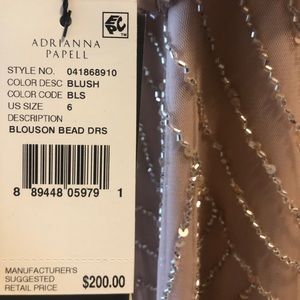 EPC™
ADRIANNA
PAPELL
STYLE NO. 041868910
COLOR DESC BLUSH
COLOR CODE BLS
US SIZE 6
DESCRIPTION
BLOUSON BEAD DRS
8 89448 05979 1
MANUFACTURER'S
SUGGESTED
RETAIL PRICE $200.00